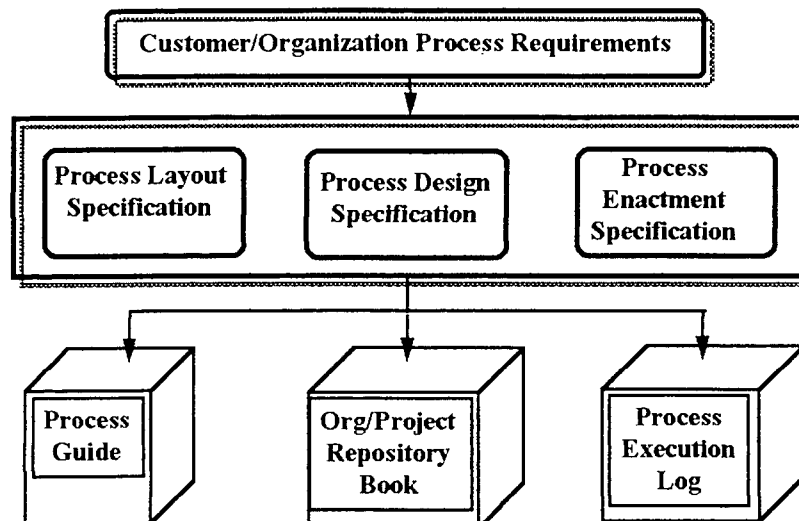 Customer/Organization Process Requirements
Process Layout
Specification
Process Design
Specification
Process
Enactment
Specification
Process
Guide
Org/Project
Repository
Book
Process
Execution
Log